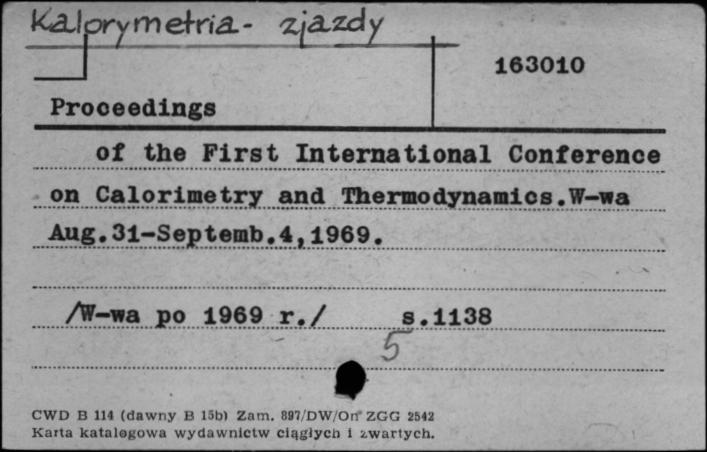 Kalorymetria - zjazdy
163010
Proceedings
of the First International Conference
on Calorimetry and Thermodynamics.W-wa
Aug.31-Septemb.4,1969.
/W-wa po 1969 r./ s.1138
5
CWD B 114 (dawny B 15b) Zam. 897/DW/On ZGG 2542
Karta katalogowa wydawnictw ciągłych i zwartych.